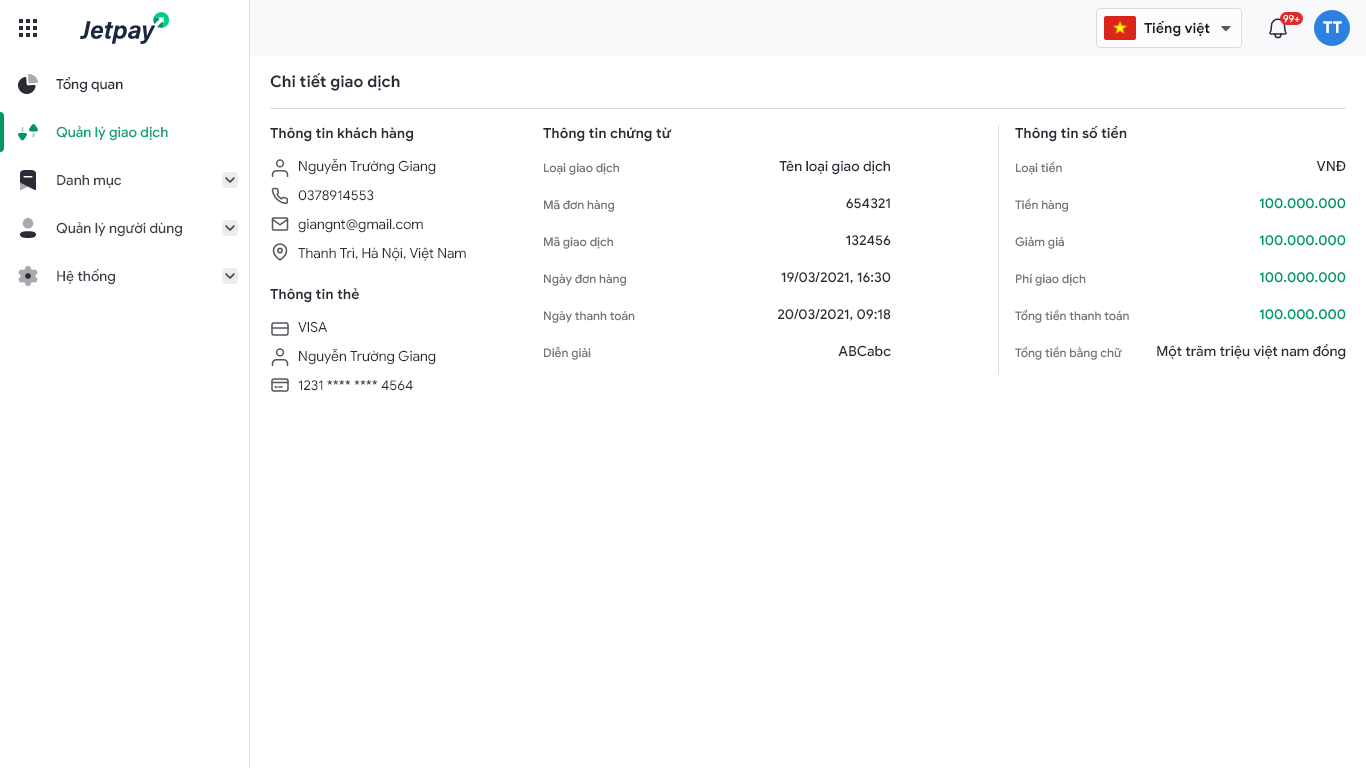 Jetpay
Tiếng việt
99+
TT
Tổng quan
Quản lý giao dịch
Danh mục
Quản lý người dùng
Hệ thống
Chi tiết giao dịch
Thông tin khách hàng
Nguyễn Trường Giang
0378914553
giangnt@gmail.com
Thanh Trì, Hà Nội, Việt Nam
Thông tin thẻ
VISA
Nguyễn Trường Giang
1231 **** **** 4564
Thông tin chứng từ
Loại giao dịch Tên loại giao dịch
Mã đơn hàng 654321
Mã giao dịch 132456
Ngày đơn hàng 19/03/2021, 16:30
Ngày thanh toán 20/03/2021, 09:18
Diễn giải ABCabc
Thông tin số tiền
Loại tiền VNĐ
Tiền hàng 100.000.000
Giảm giá 100.000.000
Phí giao dịch 100.000.000
Tổng tiền thanh toán 100.000.000
Tổng tiền bằng chữ Một trăm triệu việt nam đồng